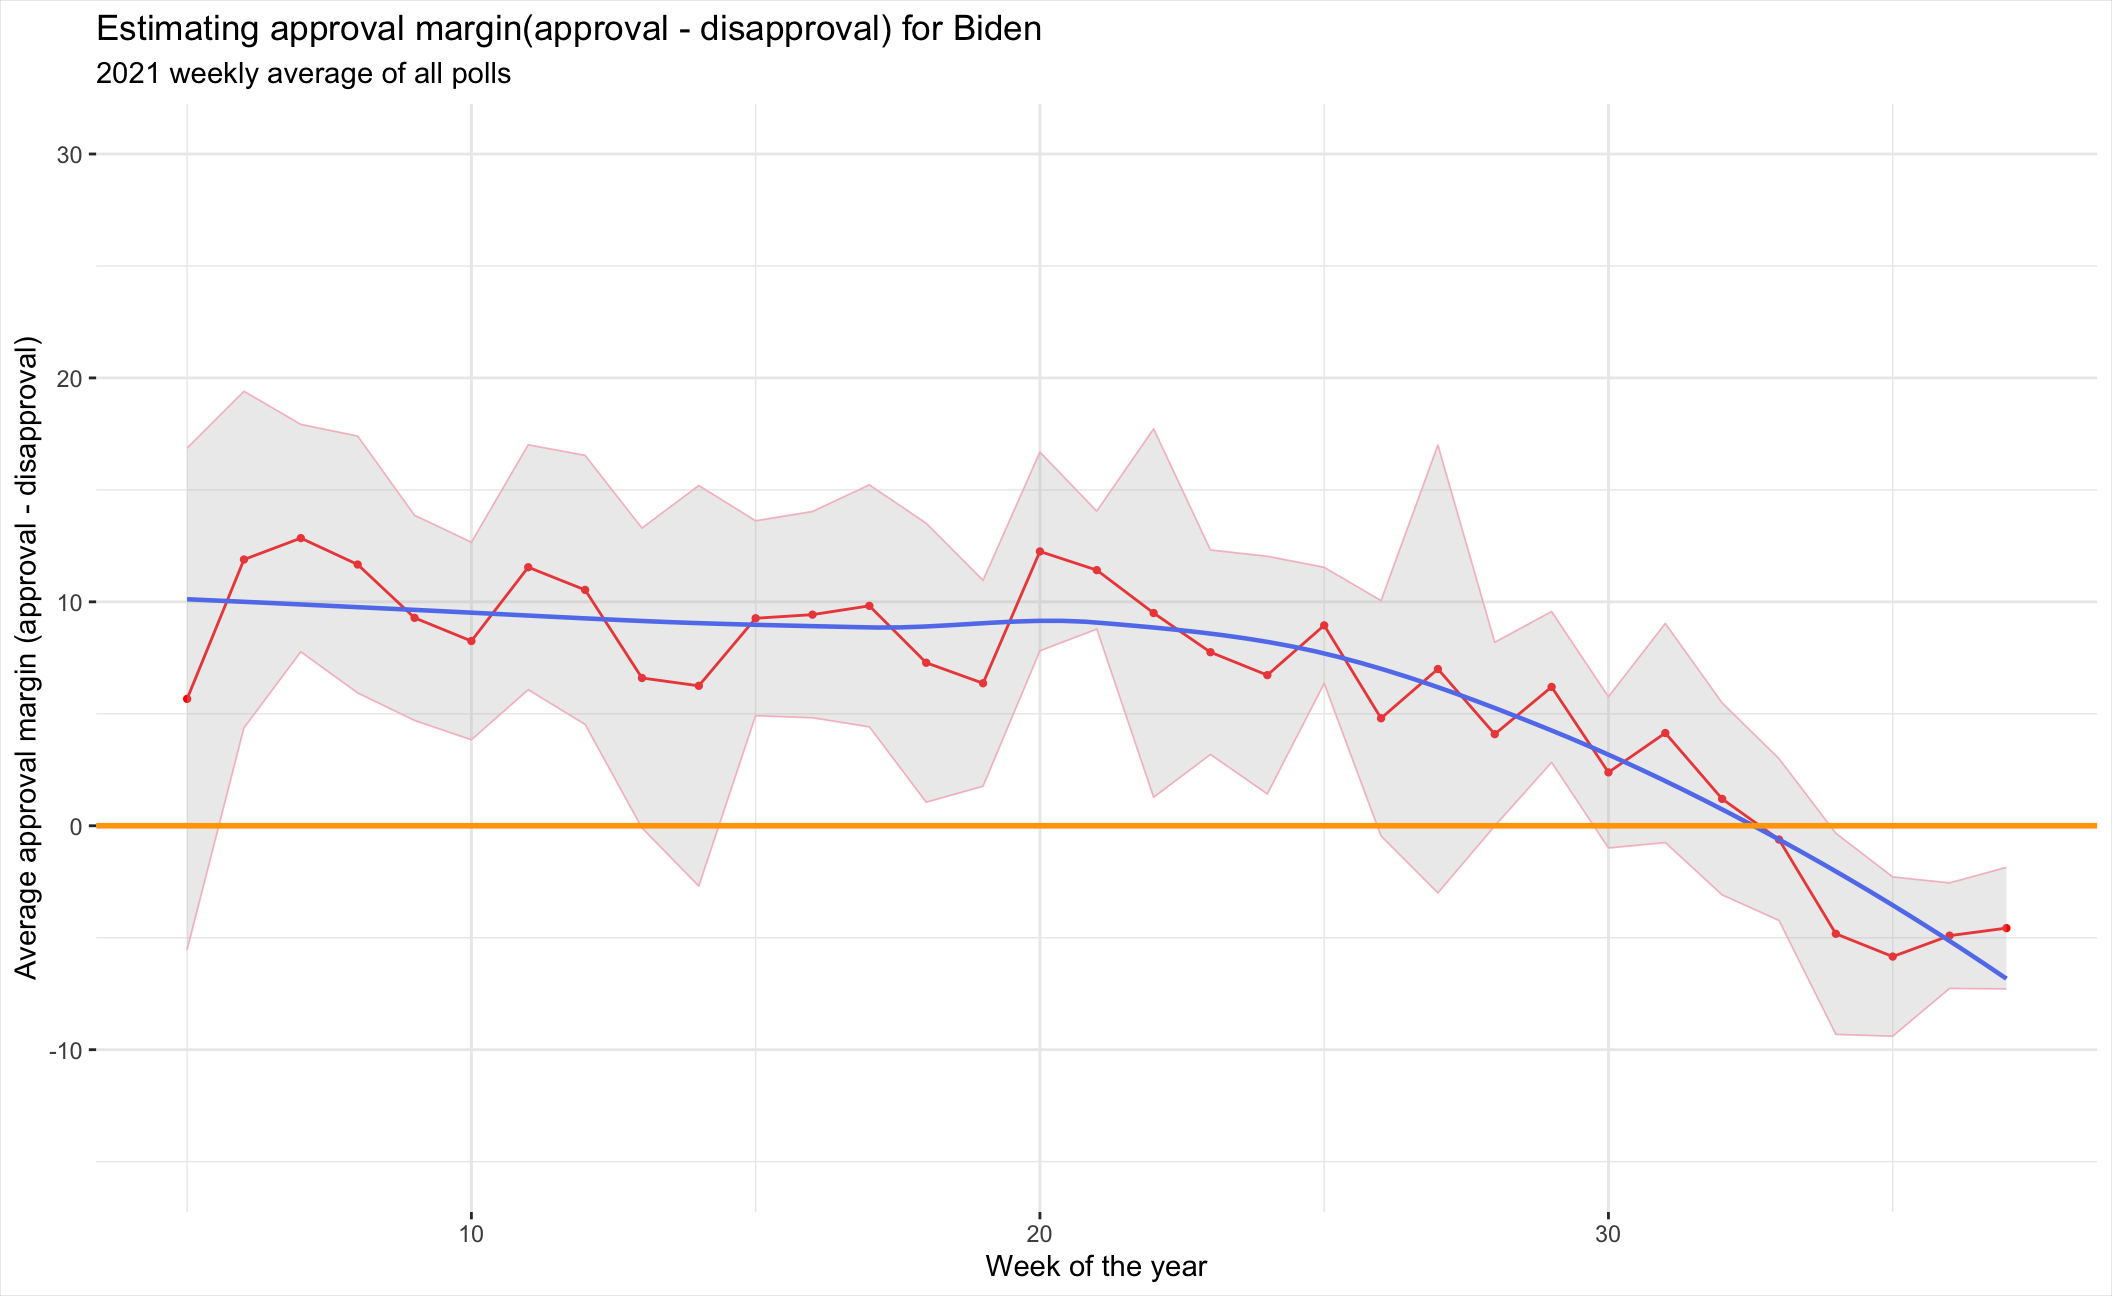 Estimating approval margin(approval - disapproval) for Biden
2021 weekly average of all polls
Average approval margin (approval - disapproval)
30
20
10
0
-10
10
20
30
Week of the year